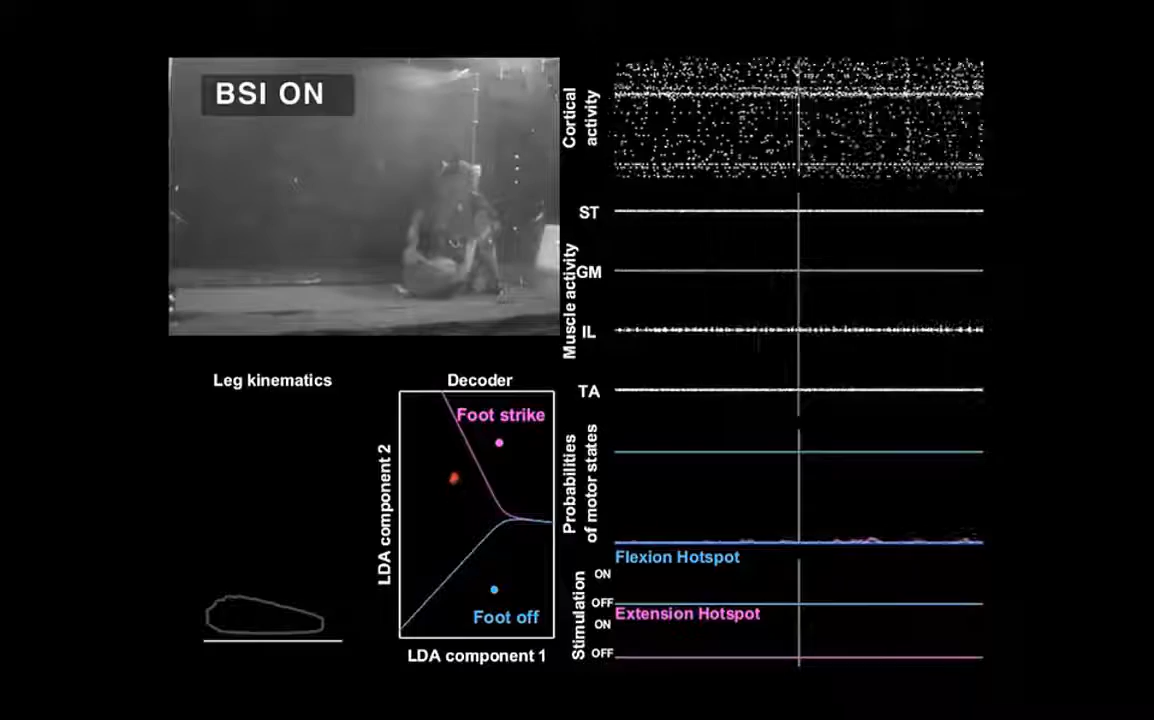 BSI ON
Cortical
activity
ST
GM
IL
TA
Muscle activity
Leg kinematics
Decoder
Foot strike
Foot off
LDA component 2
LDA component 1
Probabilities
of motor states
Flexion Hotspot
ON
OFF
Extension Hotspot
ON
OFF
Stimulation